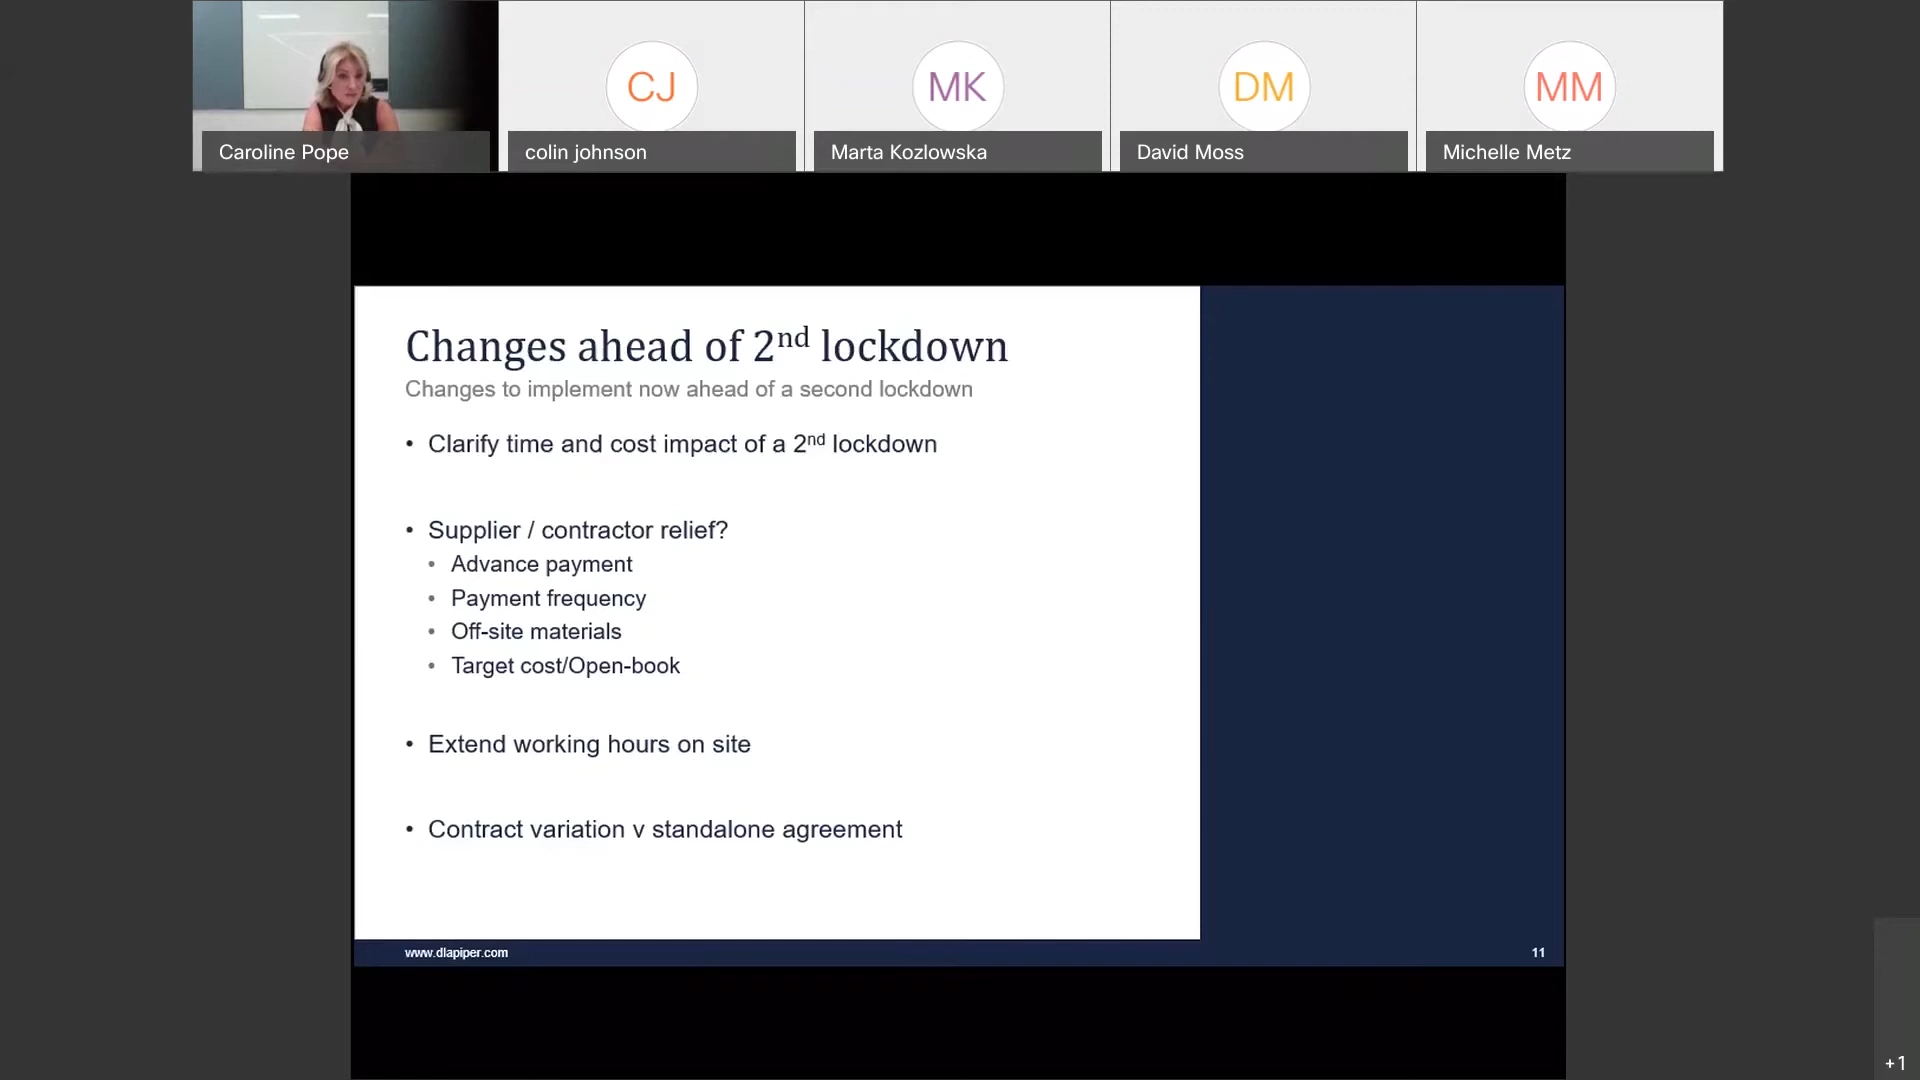 CJ
MK
DM
MM
Caroline Pope
colin johnson
Marta Kozlowska
David Moss
Michelle Metz
Changes ahead of 2nd lockdown
Changes to implement now ahead of a second lockdown
• Clarify time and cost impact of a 2nd lockdown
• Supplier / contractor relief?
• Advance payment
• Payment frequency
• Off-site materials
• Target cost/Open-book
• Extend working hours on site
• Contract variation v standalone agreement
www.dlapiper.com
11
+1